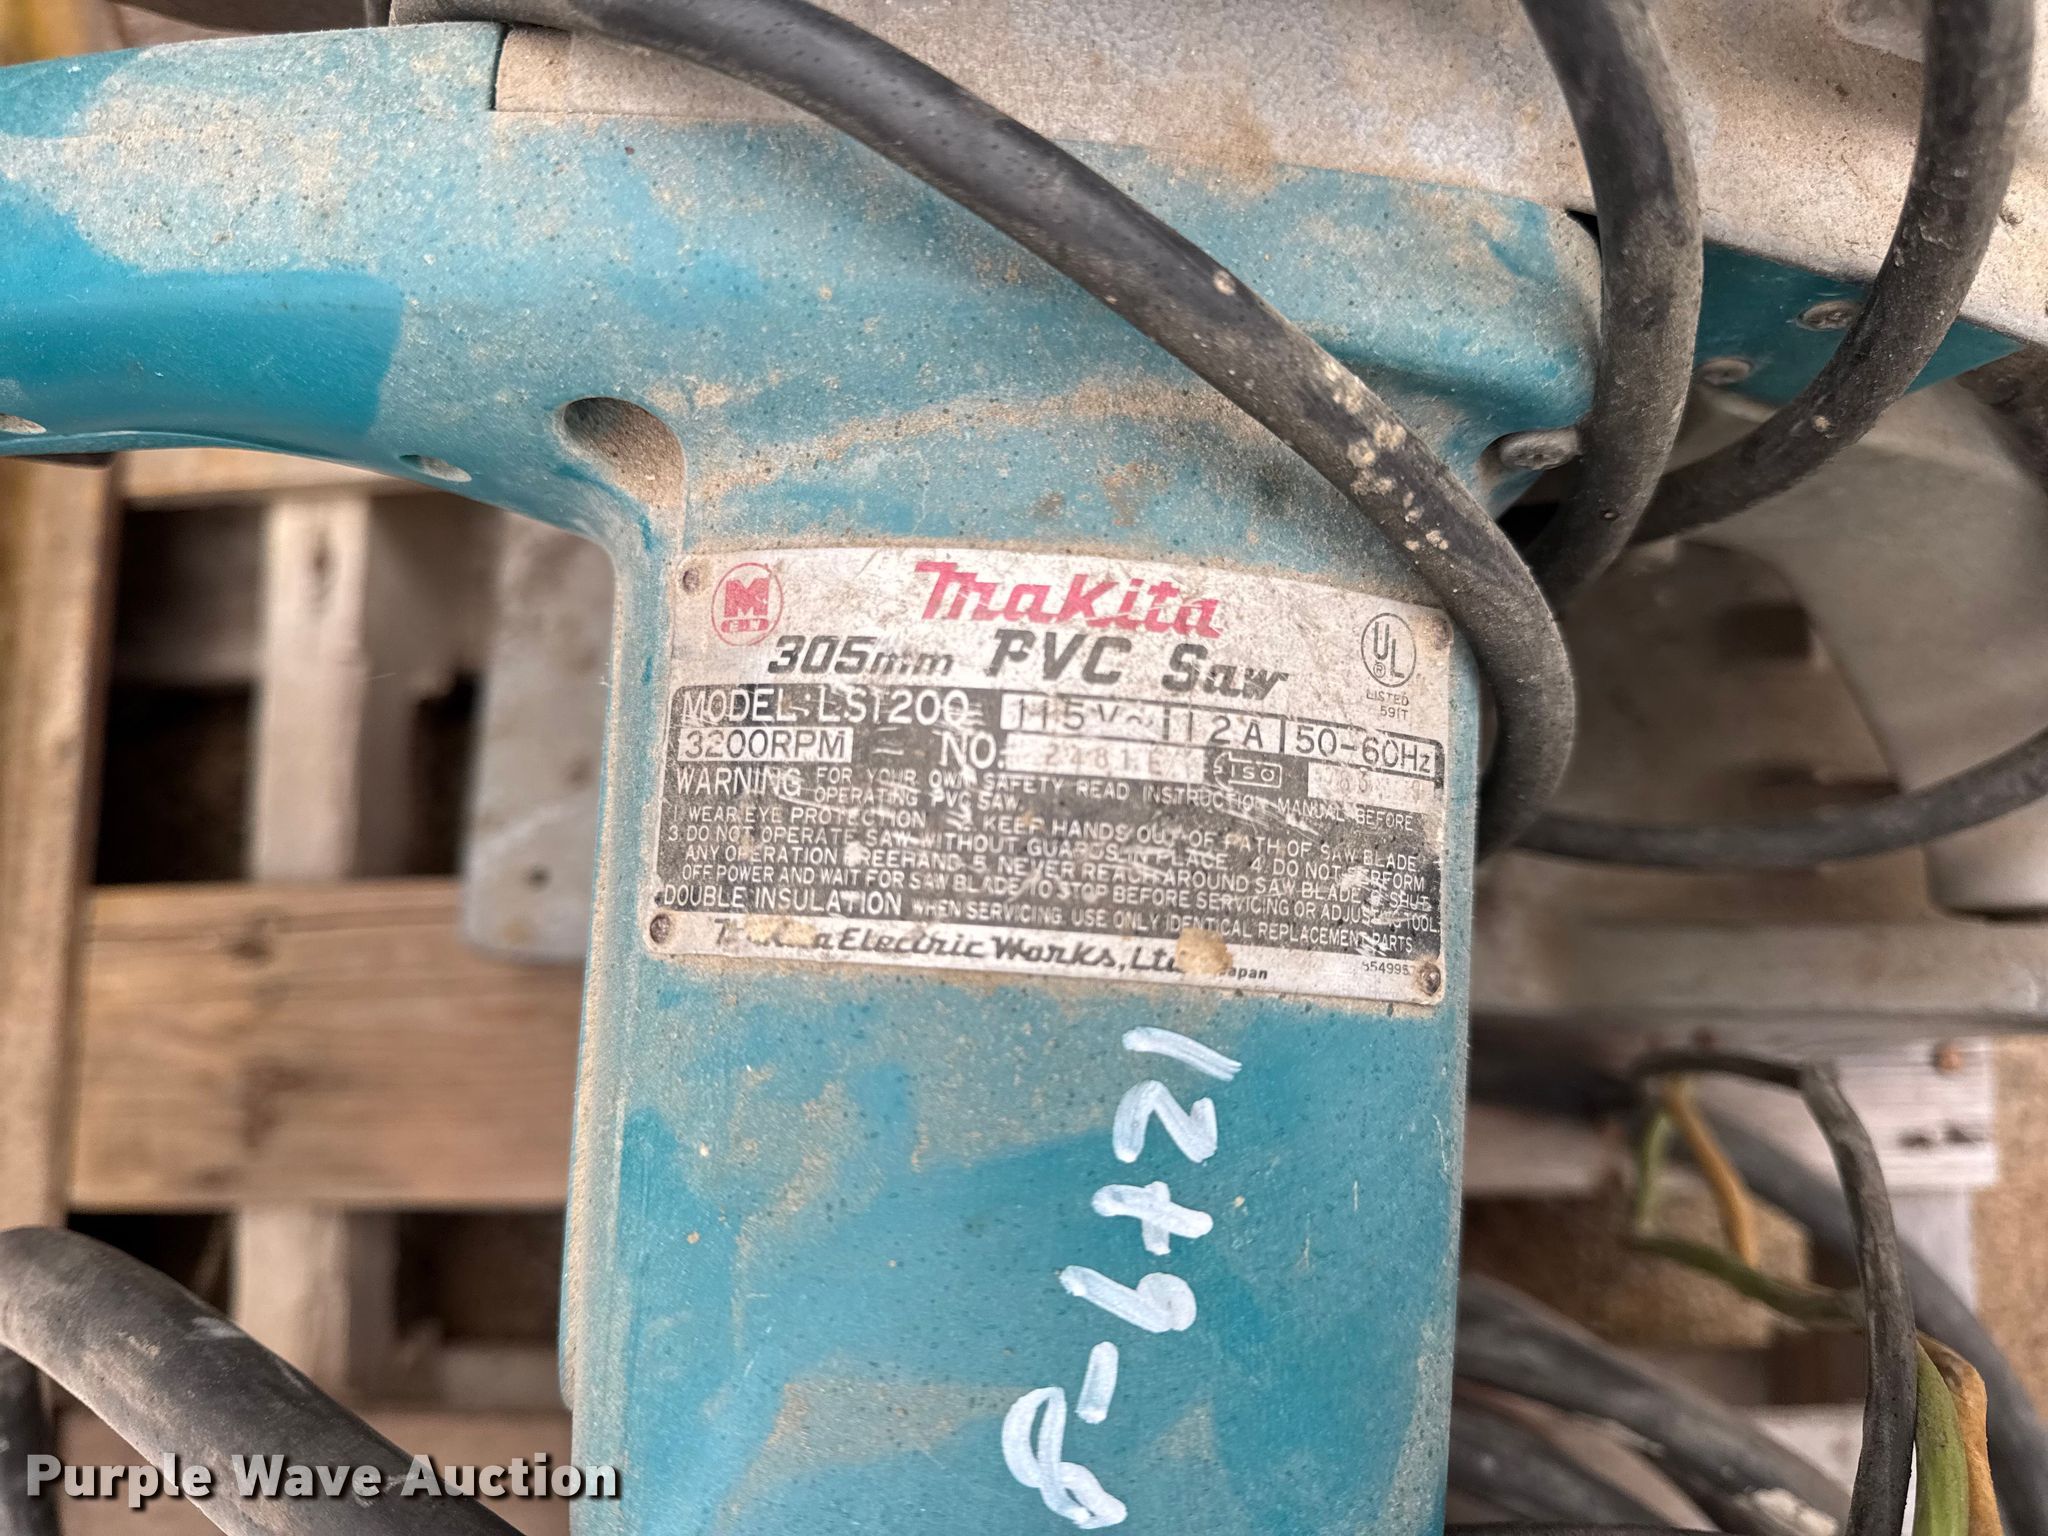 M
Makita
305mm PVC Saw
UL
®
LISTED
591T
MODEL LS1200 115V~ 12A 50-60Hz
3200RPM NO. ISO
WARNING FOR YOUR OWN SAFETY READ INSTRUCTION MANUAL BEFORE
OPERATING PVC SAW.
1. WEAR EYE PROTECTION 2. KEEP HANDS OUT OF PATH OF SAW BLADE
3. DO NOT OPERATE SAW WITHOUT GUARDS IN PLACE 4. DO NOT PERFORM
ANY OPERATION FREEHAND 5. NEVER REACH AROUND SAW BLADE 6. SHUT
OFF POWER AND WAIT FOR SAW BLADE TO STOP BEFORE SERVICING OR ADJUSTING TOOL.
DOUBLE INSULATION WHEN SERVICING, USE ONLY IDENTICAL REPLACEMENT PARTS
Makita Electric Works, Ltd. Japan
Purple Wave Auction